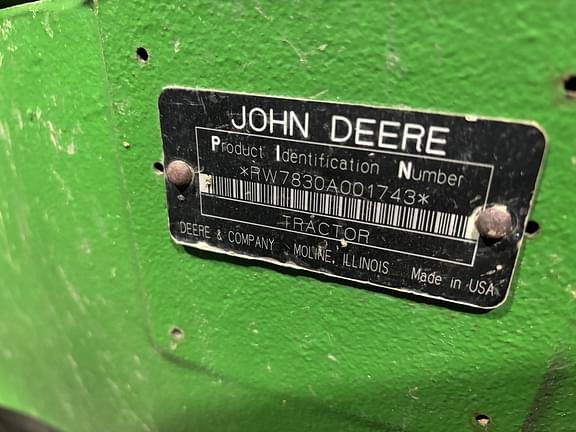 JOHN DEERE
Product Identification Number
*RW7830A001743*
TRACTOR
DEERE & COMPANY MOLINE, ILLINOIS Made in USA